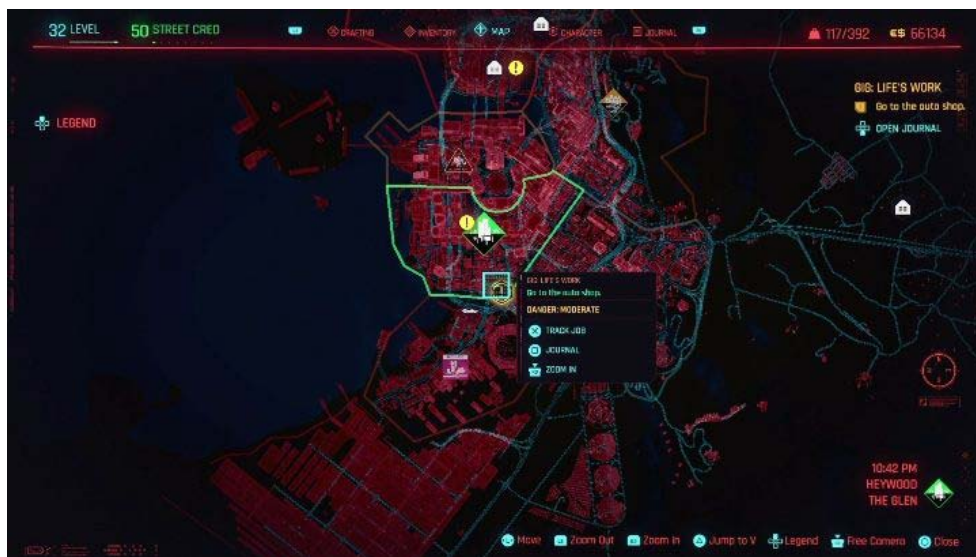 32 LEVEL
50 STREET CRED
CRAFTING
INVENTORY
MAP
CHARACTER
JOURNAL
117/392
€$ 66134
LEGEND
GIG: LIFE'S WORK
Go to the auto shop.
OPEN JOURNAL
GIG: LIFE'S WORK
Go to the auto shop.
DANGER: MODERATE
TRACK JOB
JOURNAL
ZOOM IN
10:42 PM
HEYWOOD
THE GLEN
Move
Zoom Out
Zoom In
Jump to V
Legend
Free Camera
Close